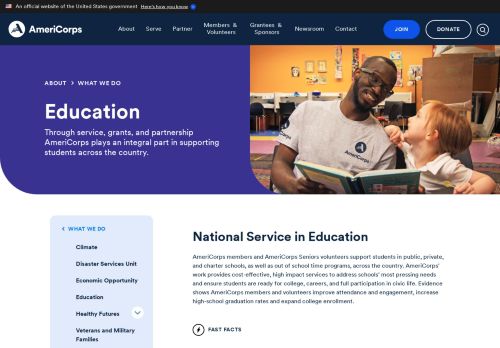 An official website of the United States government Here's how you know
AmeriCorps
About Serve Partner Members & Volunteers Grantees & Sponsors Newsroom Contact JOIN DONATE
ABOUT > WHAT WE DO
Education
Through service, grants, and partnership
AmeriCorps plays an integral part in supporting
students across the country.
AmeriCorps
< WHAT WE DO
Climate
Disaster Services Unit
Economic Opportunity
Education
Healthy Futures
Veterans and Military
Families
National Service in Education
AmeriCorps members and AmeriCorps Seniors volunteers support students in public, private,
and charter schools, as well as out of school time programs, across the country. AmeriCorps'
work provides cost-effective, high impact services to address schools' most pressing needs
and ensure students are ready for college, careers, and full participation in civic life. Evidence
shows AmeriCorps members and volunteers improve attendance and engagement, increase
high-school graduation rates and expand college enrollment.
FAST FACTS